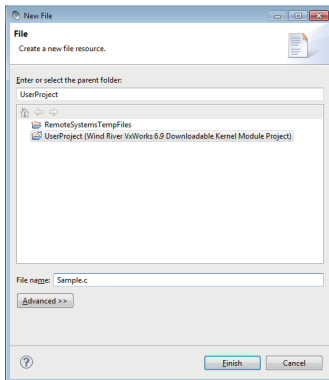 New File
File
Create a new file resource.
Enter or select the parent folder:
UserProject
RemoteSystemsTempFiles
UserProject (Wind River VxWorks 6.9 Downloadable Kernel Module Project)
File name: Sample.c
Advanced >>
Finish Cancel